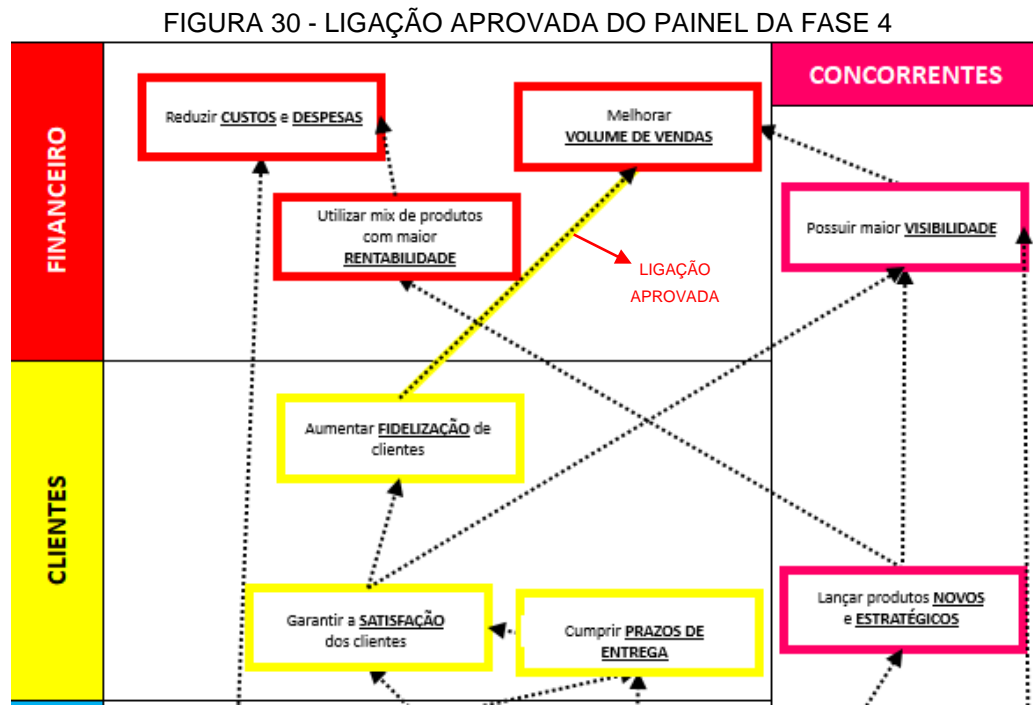 FIGURA 30 - LIGAÇÃO APROVADA DO PAINEL DA FASE 4
CONCORRENTES
FINANCEIRO
Reduzir CUSTOS e DESPESAS
Melhorar
VOLUME DE VENDAS
Utilizar mix de produtos
com maior
RENTABILIDADE
Possuir maior VISIBILIDADE
LIGAÇÃO
APROVADA
CLIENTES
Aumentar FIDELIZAÇÃO de
clientes
Garantir a SATISFAÇÃO
dos clientes
Cumprir PRAZOS DE
ENTREGA
Lançar produtos NOVOS
e ESTRATÉGICOS